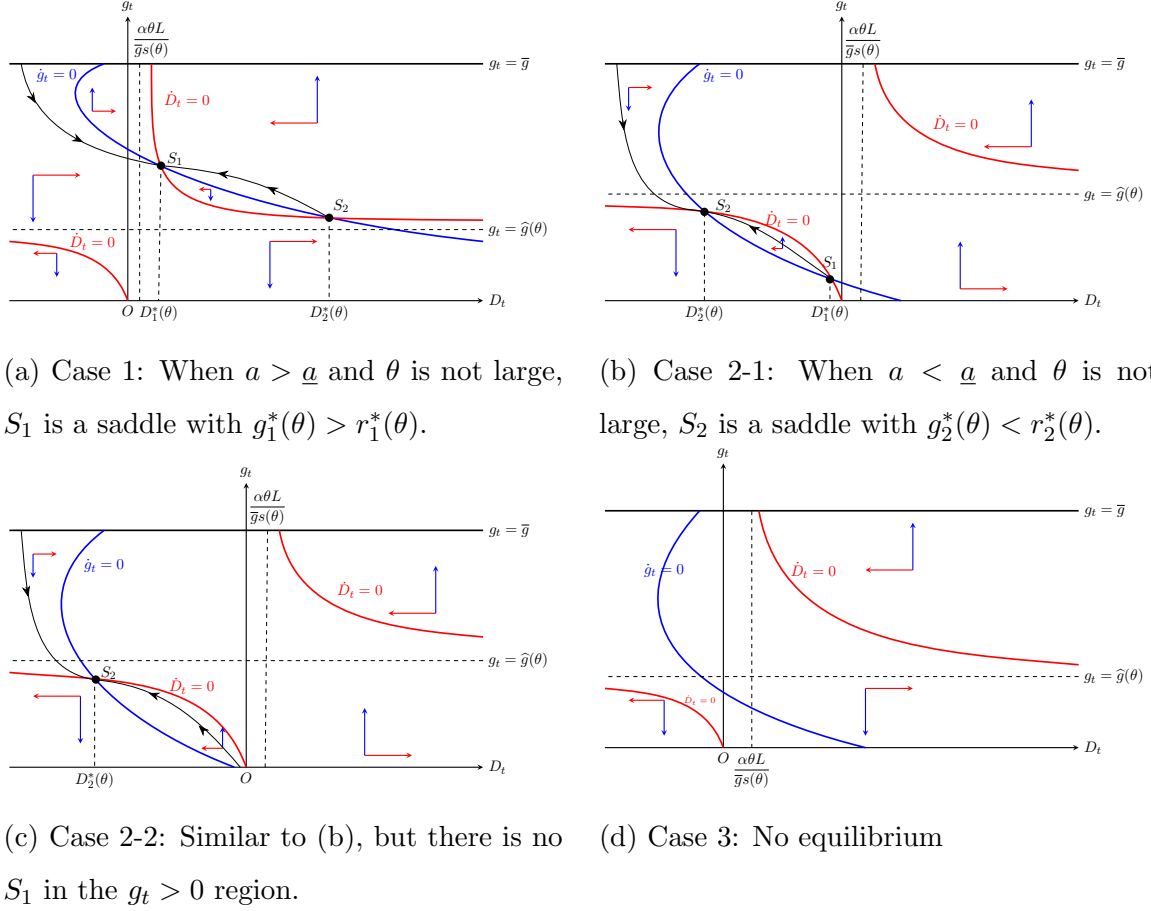 g_t
αθL
g̅s(θ)
g_t = g̅
ġ_t = 0
Ḋ_t = 0
S_1
S_2
g_t = ĝ(θ)
Ḋ_t = 0
O
D_1^*(θ)
D_2^*(θ)
D_t
(a) Case 1: When a > a̲ and θ is not large,
S_1 is a saddle with g_1^*(θ) > r_1^*(θ).
g_t
αθL
g̅s(θ)
g_t = g̅
ġ_t = 0
Ḋ_t = 0
g_t = ĝ(θ)
S_2
Ḋ_t = 0
S_1
D_2^*(θ)
D_1^*(θ)
D_t
(b) Case 2-1: When a < a̲ and θ is not
large, S_2 is a saddle with g_2^*(θ) < r_2^*(θ).
g_t
αθL
g̅s(θ)
g_t = g̅
ġ_t = 0
Ḋ_t = 0
g_t = ĝ(θ)
S_2
Ḋ_t = 0
D_2^*(θ)
O
D_t
(c) Case 2-2: Similar to (b), but there is no
S_1 in the g_t > 0 region.
g_t
g_t = g̅
ġ_t = 0
Ḋ_t = 0
g_t = ĝ(θ)
Ḋ_t = 0
O
αθL
g̅s(θ)
D_t
(d) Case 3: No equilibrium